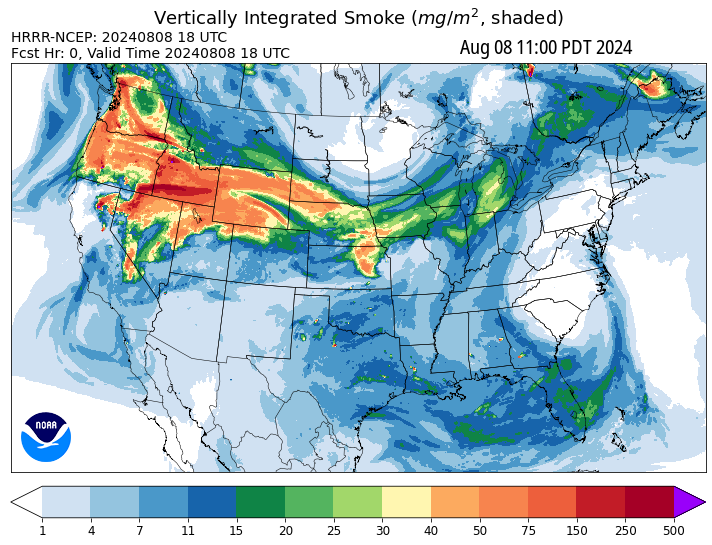 Vertically Integrated Smoke (mg/m², shaded)
HRRR-NCEP: 20240808 18 UTC
Fcst Hr: 0, Valid Time 20240808 18 UTC
Aug 08 11:00 PDT 2024
NOAA
1 4 7 11 15 20 25 30 40 50 75 150 250 500